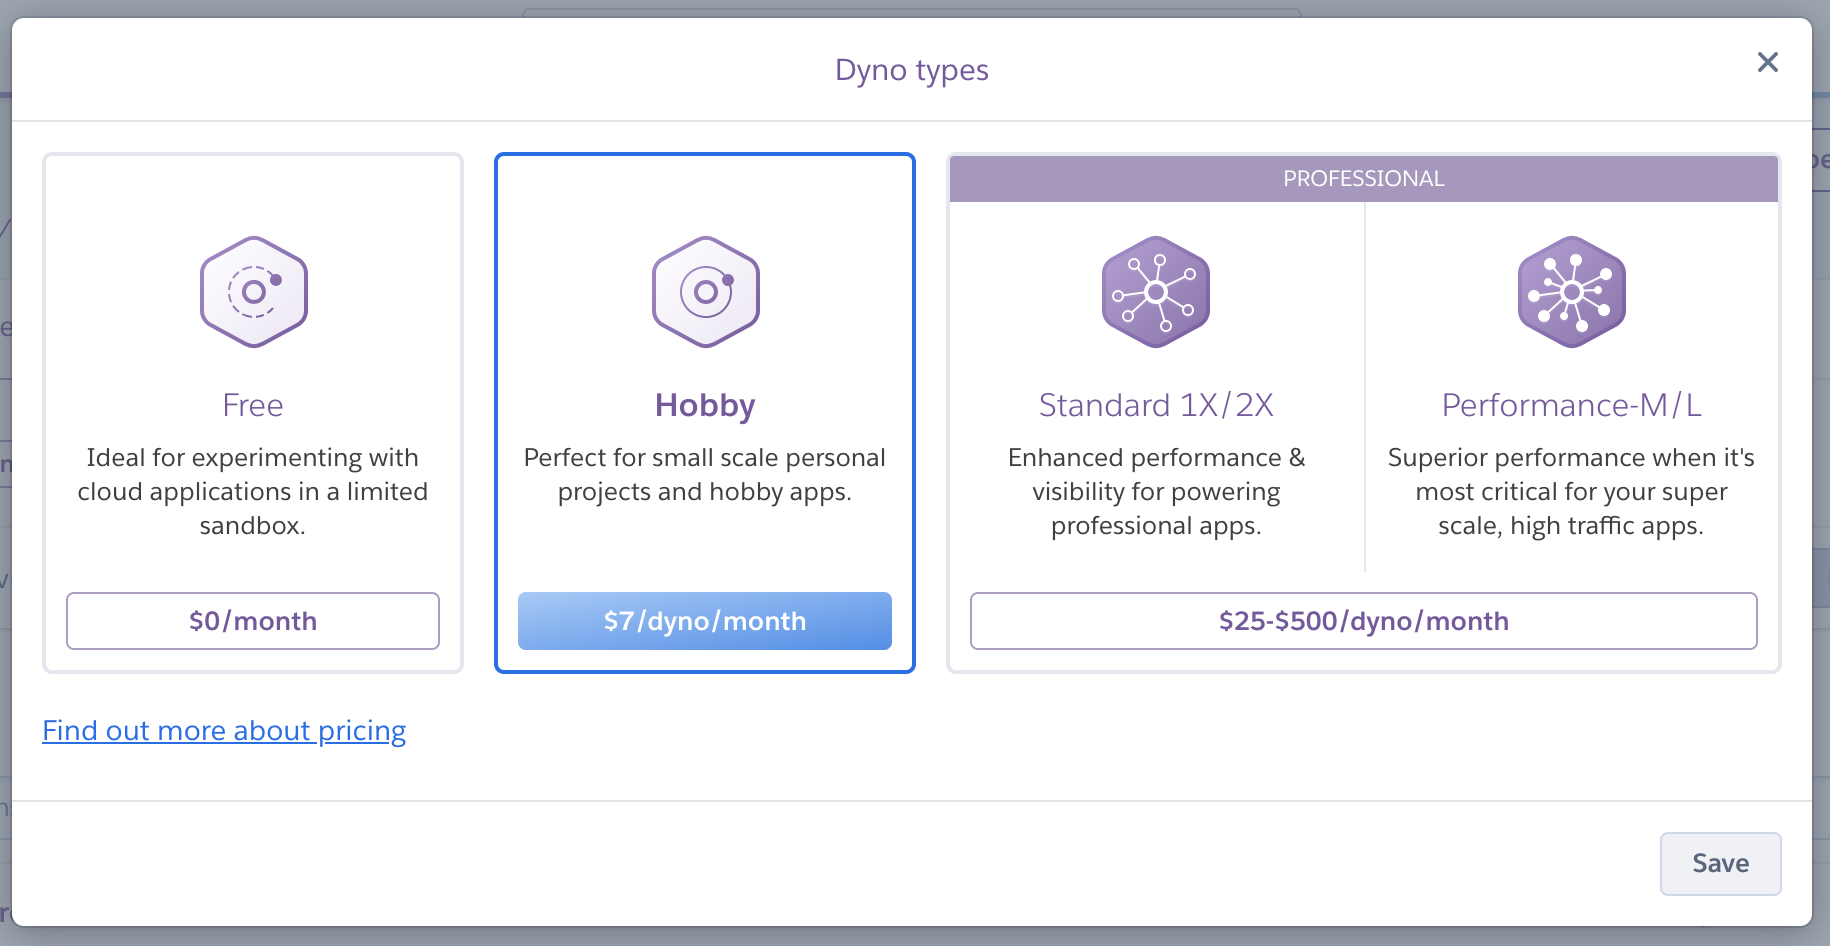 Dyno types
PROFESSIONAL
Free
Ideal for experimenting with
cloud applications in a limited
sandbox.
$0/month
Hobby
Perfect for small scale personal
projects and hobby apps.
$7/dyno/month
Standard 1X/2X
Enhanced performance &
visibility for powering
professional apps.
Performance-M/L
Superior performance when it's
most critical for your super
scale, high traffic apps.
$25-$500/dyno/month
Find out more about pricing
Save